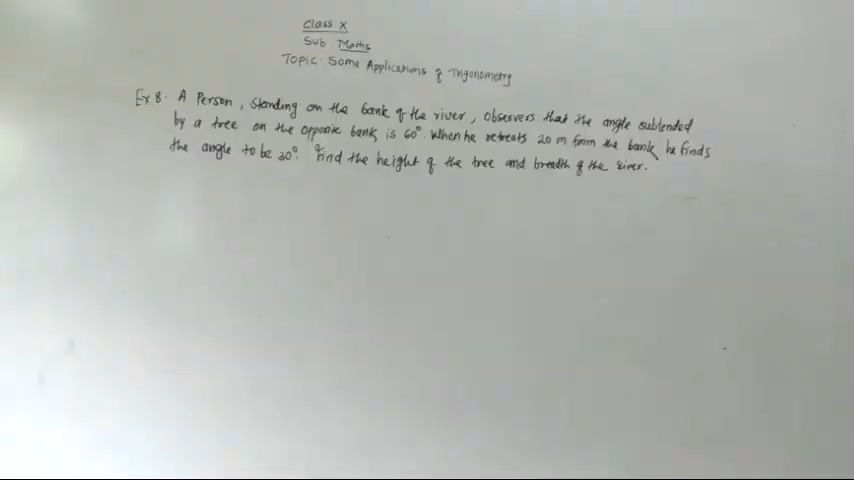 Class X
Sub Maths
Topic: Some Applications of Trigonometry
Ex 8. A Person, standing on the bank of the river, observers that the angle subtended
by a tree on the opposite bank is 60°. When he retreats 20 m from the bank, he finds
the angle to be 30°. Find the height of the tree and breadth of the river.